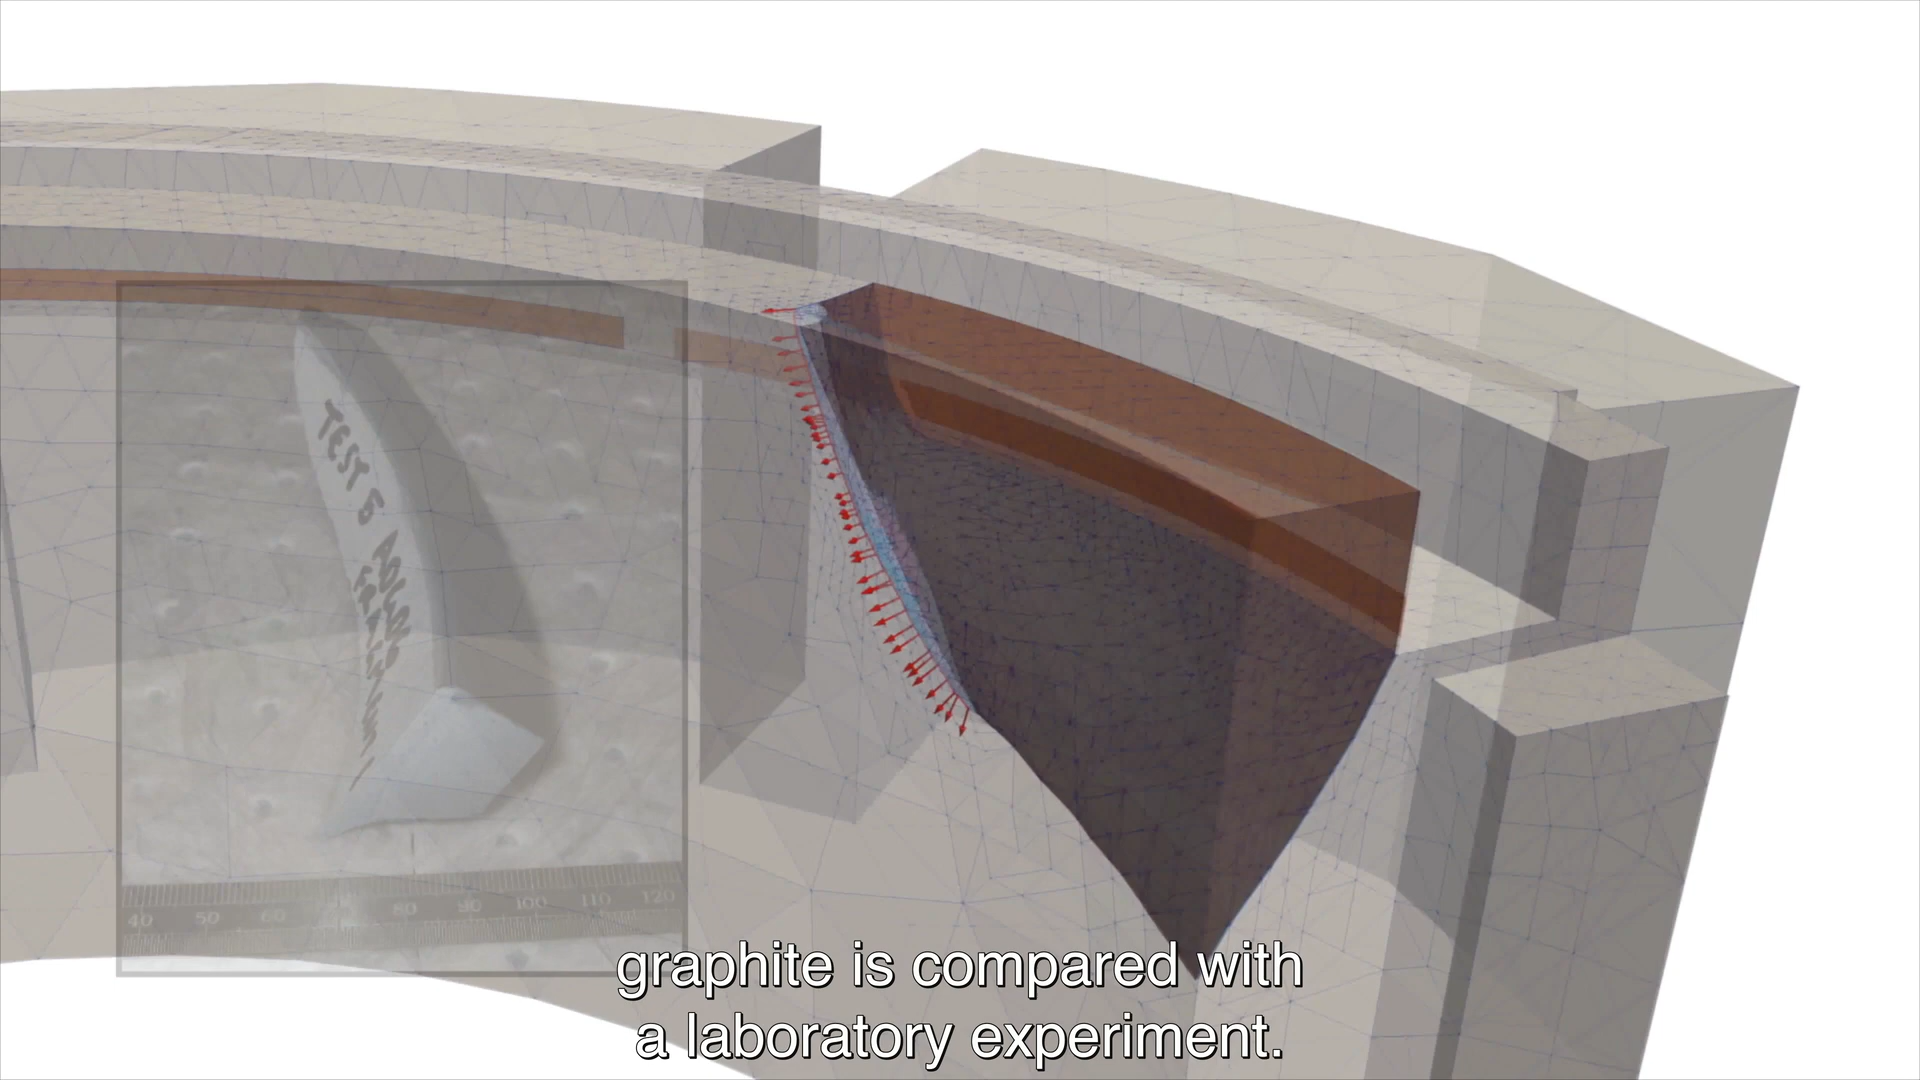 TEST 6
40 50 60 80 90 100 110 120
graphite is compared with
a laboratory experiment.